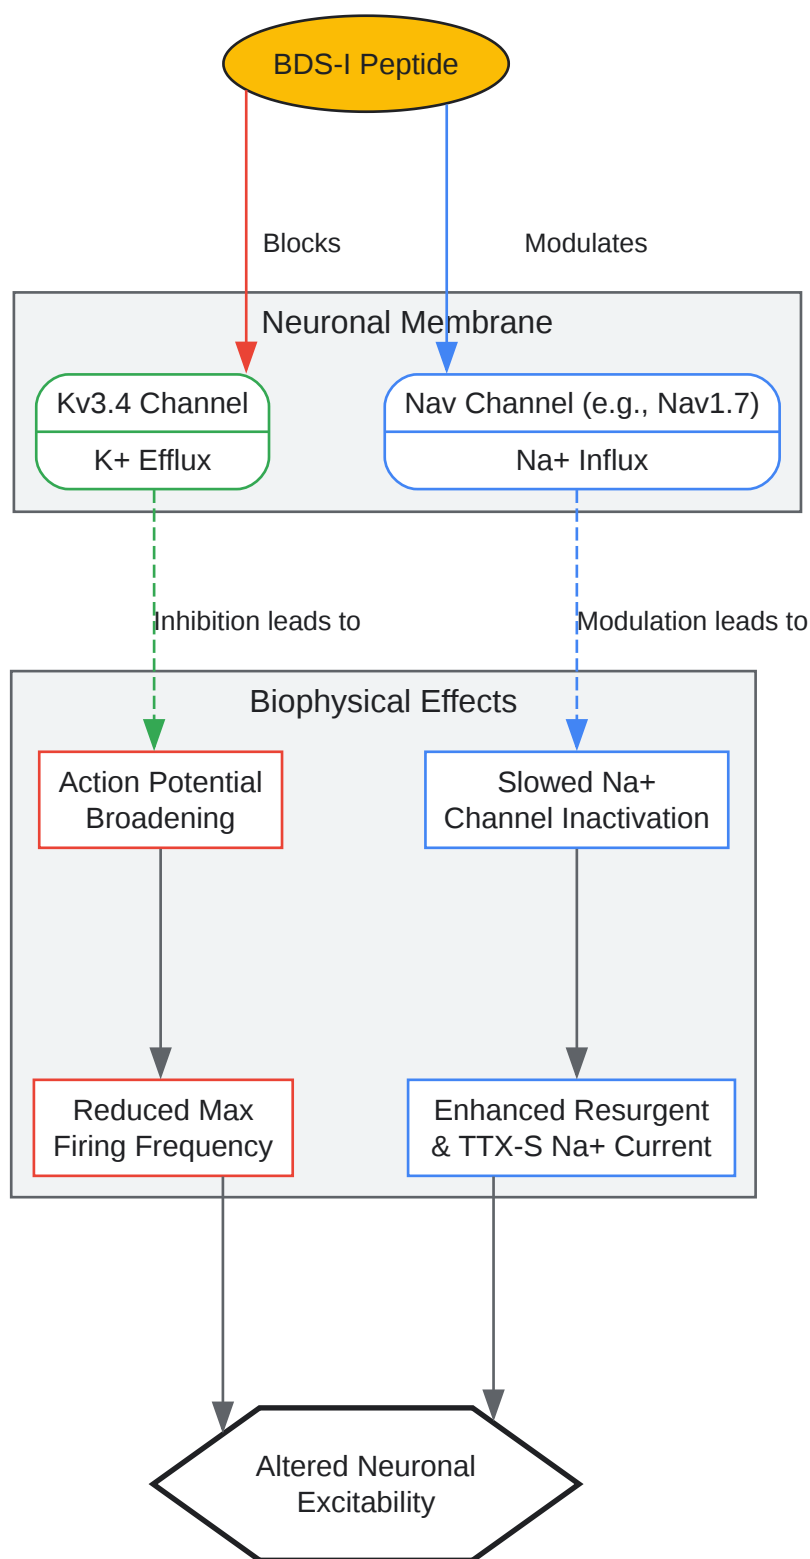 BDS-I Peptide
Blocks
Modulates
Neuronal Membrane
Kv3.4 Channel
K+ Efflux
Nav Channel (e.g., Nav1.7)
Na+ Influx
Inhibition leads to
Modulation leads to
Biophysical Effects
Action Potential
Broadening
Slowed Na+
Channel Inactivation
Reduced Max
Firing Frequency
Enhanced Resurgent
& TTX-S Na+ Current
Altered Neuronal
Excitability